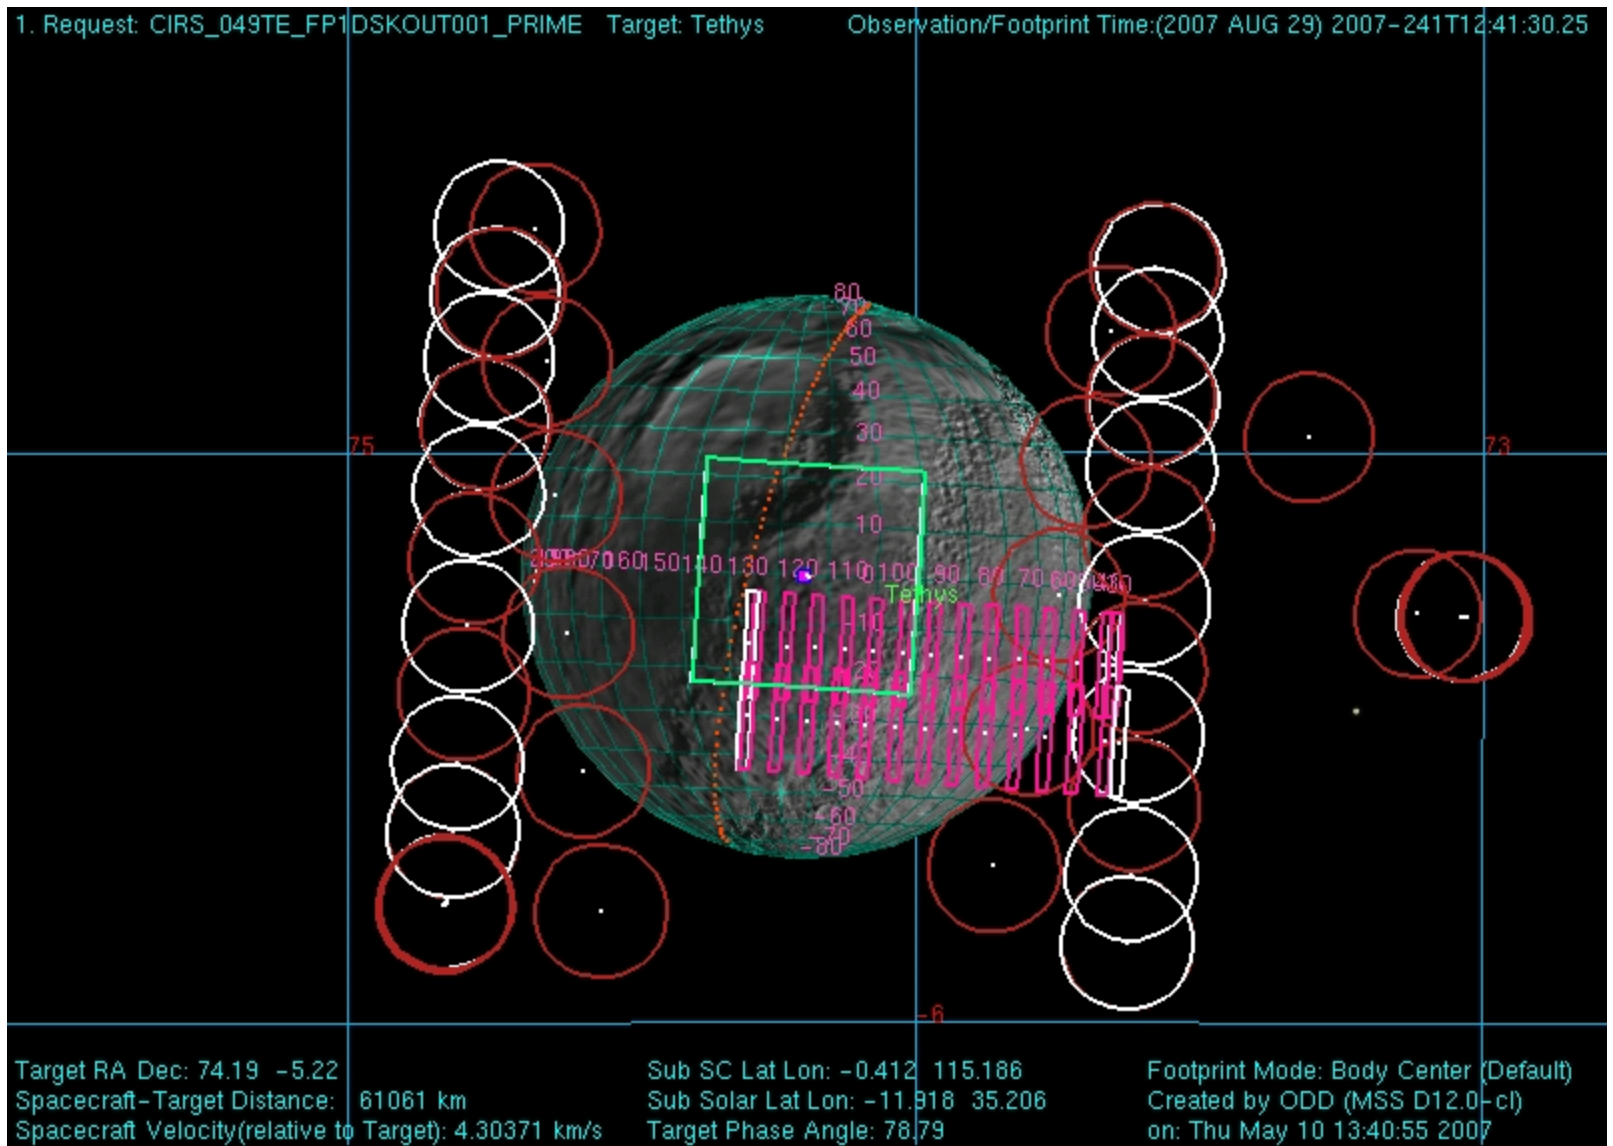 1. Request: CIRS_049TE_FP1DSKOUT001_PRIME Target: Tethys Observation/Footprint Time:(2007 AUG 29) 2007-241T12:41:30.25
80
60
50
40
75
30
73
20
10
160 150 140 130 120 110 0 100 90 80 70 60
Tethys
-10
-50
-60
-70
-80
-6
Target RA Dec: 74.19 -5.22 Sub SC Lat Lon: -0.412 115.186 Footprint Mode: Body Center (Default)
Spacecraft-Target Distance: 61061 km Sub Solar Lat Lon: -11.918 35.206 Created by ODD (MSS D12.0-cl)
Spacecraft Velocity(relative to Target): 4.30371 km/s Target Phase Angle: 78.79 on: Thu May 10 13:40:55 2007